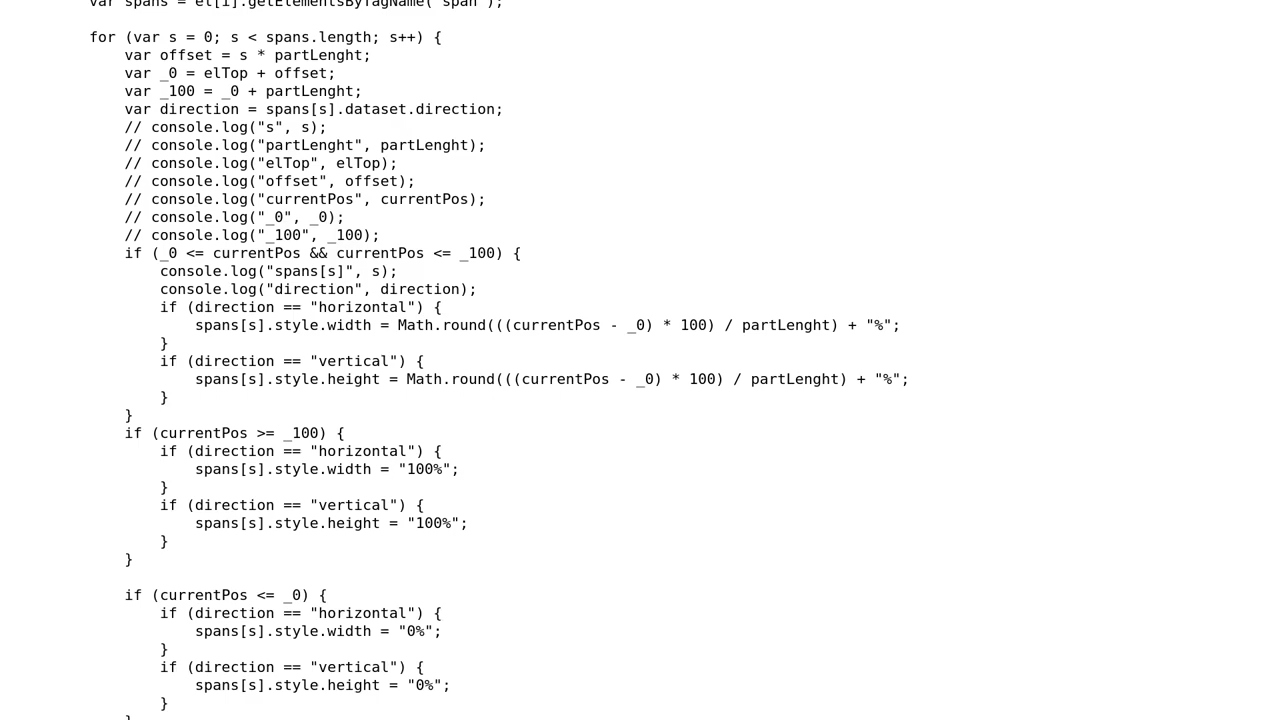 var spans = el[i].getElementsByTagName("span");
for (var s = 0; s < spans.length; s++) {
var offset = s * partLenght;
var _0 = elTop + offset;
var _100 = _0 + partLenght;
var direction = spans[s].dataset.direction;
// console.log("s", s);
// console.log("partLenght", partLenght);
// console.log("elTop", elTop);
// console.log("offset", offset);
// console.log("currentPos", currentPos);
// console.log("_0", _0);
// console.log("_100", _100);
if (_0 <= currentPos && currentPos <= _100) {
console.log("spans[s]", s);
console.log("direction", direction);
if (direction == "horizontal") {
spans[s].style.width = Math.round(((currentPos - _0) * 100) / partLenght) + "%";
}
if (direction == "vertical") {
spans[s].style.height = Math.round(((currentPos - _0) * 100) / partLenght) + "%";
}
}
if (currentPos >= _100) {
if (direction == "horizontal") {
spans[s].style.width = "100%";
}
if (direction == "vertical") {
spans[s].style.height = "100%";
}
}
if (currentPos <= _0) {
if (direction == "horizontal") {
spans[s].style.width = "0%";
}
if (direction == "vertical") {
spans[s].style.height = "0%";
}
}